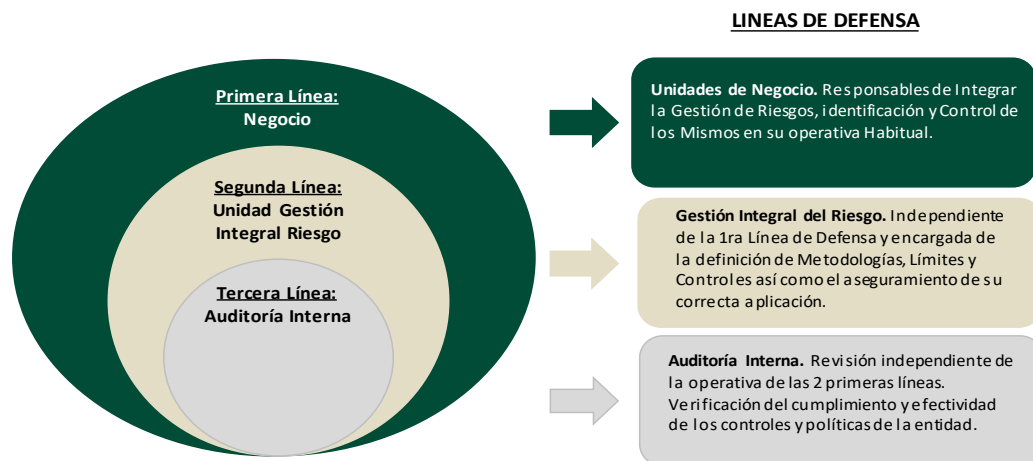 LINEAS DE DEFENSA
Primera Línea:
Negocio
Unidades de Negocio. Responsables de Integrar
la Gestión de Riesgos, identificación y Control de
los Mismos en su operativa Habitual.
Segunda Línea:
Unidad Gestión
Integral Riesgo
Gestión Integral del Riesgo. Independiente
de la 1ra Línea de Defensa y encargada de
la definición de Metodologías, Límites y
Controles así como el aseguramiento de su
correcta aplicación.
Tercera Línea:
Auditoría Interna
Auditoría Interna. Revisión independiente de
la operativa de las 2 primeras líneas.
Verificación del cumplimiento y efectividad
de los controles y políticas de la entidad.